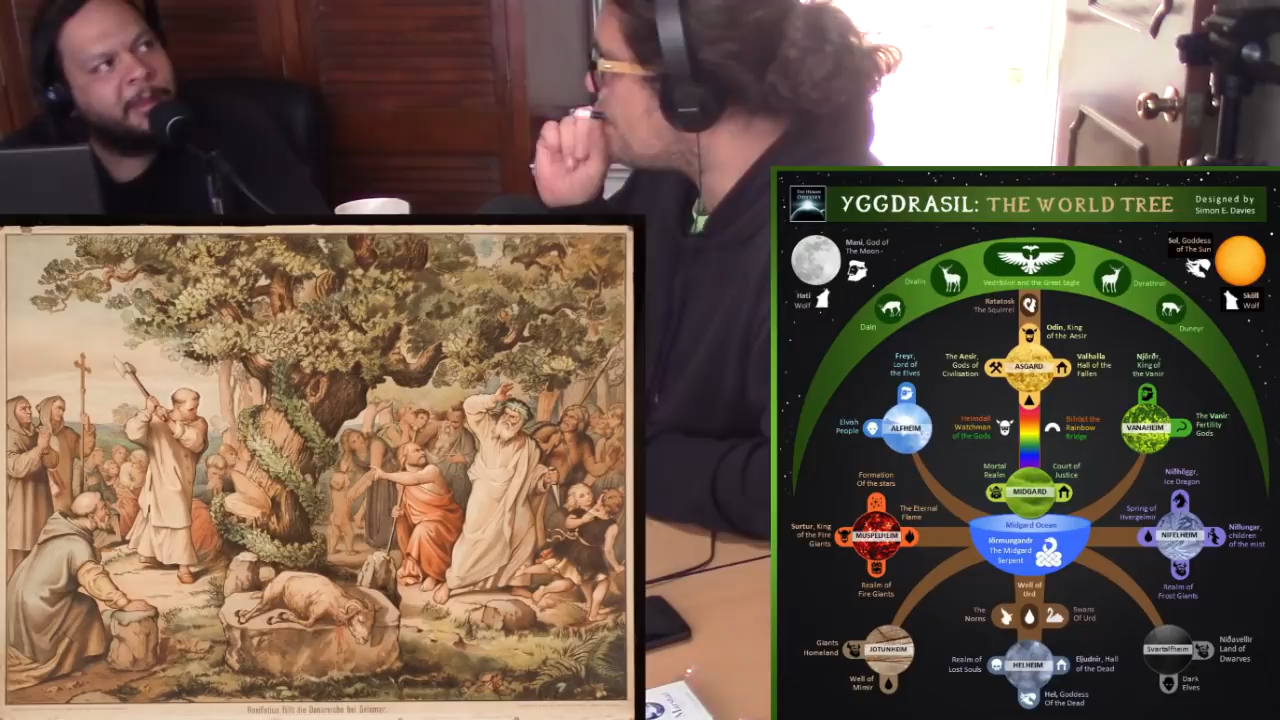 THE HUMAN
ODYSSEY
YGGDRASIL: THE WORLD TREE
Designed by
Simon E. Davies
Mani, God of
The Moon
Sol, Goddess
of The Sun
Hati
Wolf
Sköll
Wolf
Dvalin
Vedrfolnir and the Great Eagle
Dyrathror
Dain
Duneyr
Ratatosk
The Squirrel
Odin, King
of the Aesir
The Aesir,
Gods of
Civilisation
ASGARD
Valhalla
Hall of the
Fallen
Freyr,
Lord of
the Elves
Njörðr,
King of
the Vanir
Elvish
People
ALFHEIM
Heimdall
Watchman
of the Gods
Bifröst the
Rainbow
Bridge
VANAHEIM
The Vanir:
Fertility
Gods
Mortal
Realm
Court of
Justice
MIDGARD
Formation
Of the stars
The Eternal
Flame
Surtur, King
of the Fire
Giants
MUSPELHEIM
Realm of
Fire Giants
Midgard Ocean
Jörmungandr
The Midgard
Serpent
Niðhöggr,
Ice Dragon
Spring of
Hvergelmir
NIFELHEIM
Niflungar,
children
of the mist
Realm of
Frost Giants
Well of
Urd
The
Norns
Swans
Of Urd
Giants
Homeland
JOTUNHEIM
Well of
Mimir
Realm of
Lost Souls
HELHEIM
Eljudnir, Hall
of the Dead
Hel, Goddess
Of the Dead
Svartalfheim
Niðavellir
Land of
Dwarves
Dark
Elves
Bonifatius fällt die Donareiche bei Geismar.